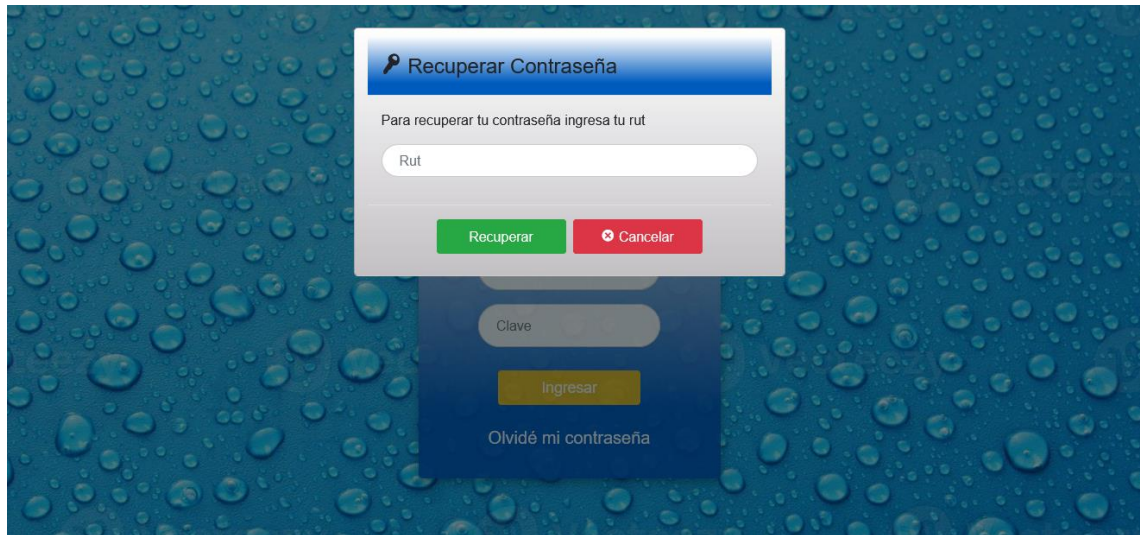 Recuperar Contraseña
Para recuperar tu contraseña ingresa tu rut
Rut
Recuperar
Cancelar
Clave
Ingresar
Olvidé mi contraseña